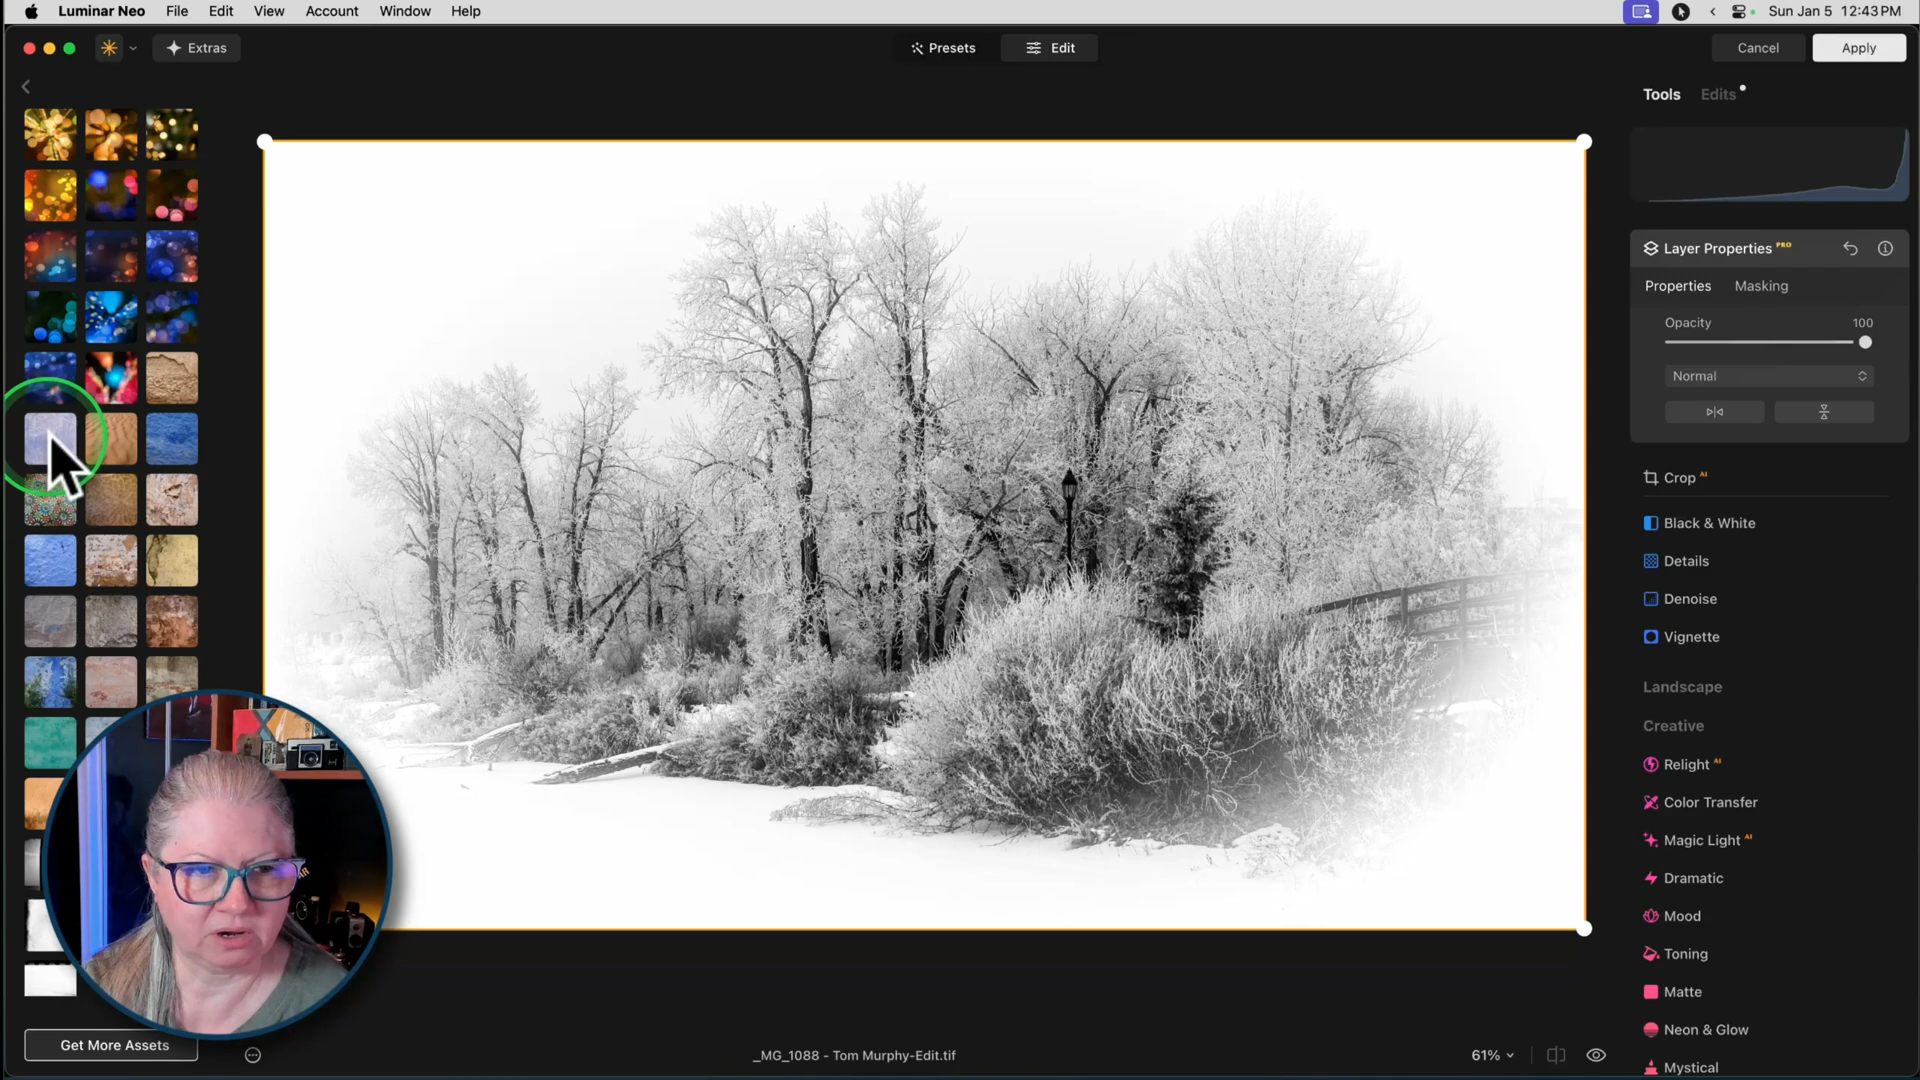 Luminar Neo File Edit View Account Window Help Sun Jan 5 12:43 PM
Extras Presets Edit Cancel Apply
Tools Edits
Layer Properties PRO
Properties Masking
Opacity 100
Normal
Crop AI
Black & White
Details
Denoise
Vignette
Landscape
Creative
Relight AI
Color Transfer
Magic Light AI
Dramatic
Mood
Toning
Matte
Neon & Glow
Mystical
Get More Assets
_MG_1088 - Tom Murphy-Edit.tif
61%